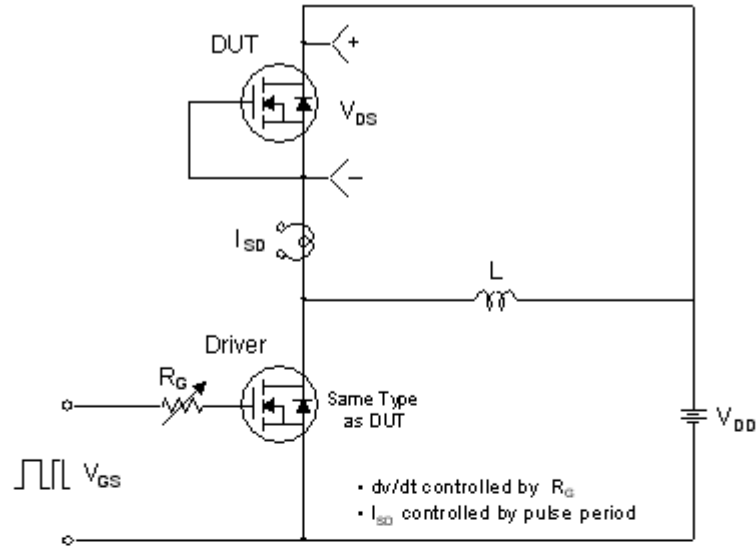 DUT
+
V_DS
−
I_SD
L
Driver
R_G
Same Type
as DUT
V_DD
V_GS
• dv/dt controlled by R_G
• I_SD controlled by pulse period